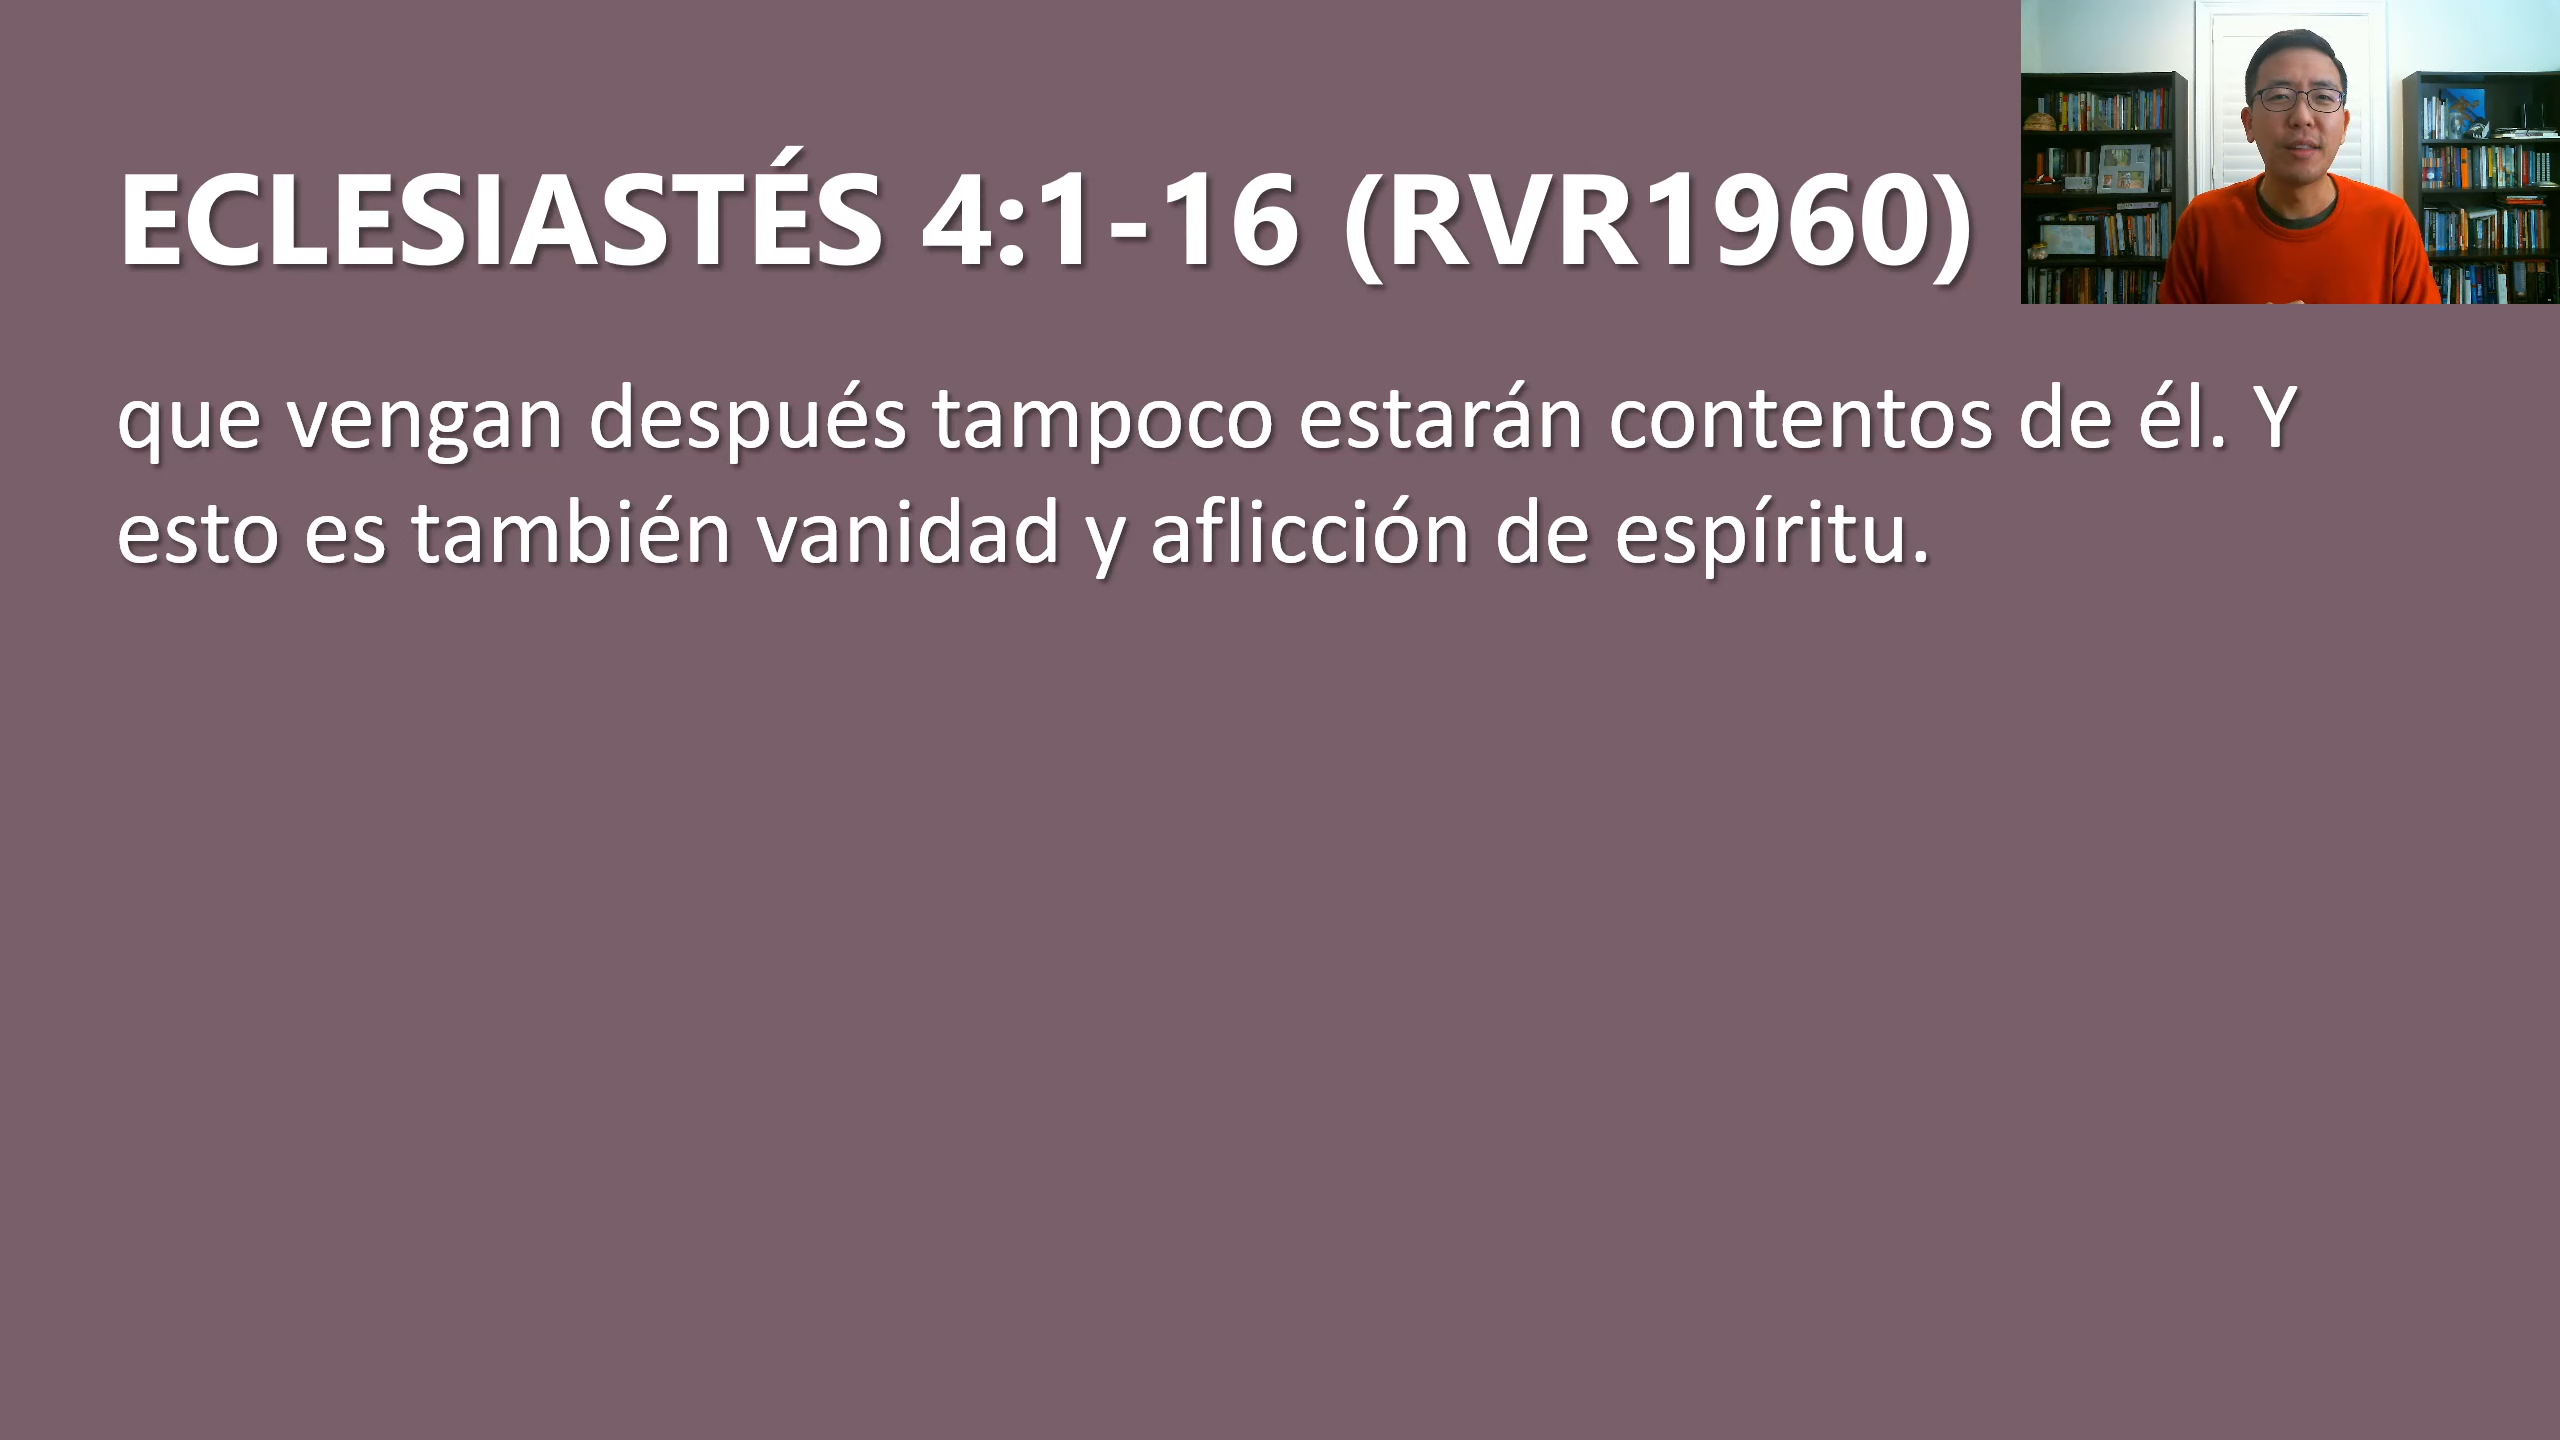 ECLESIASTÉS 4:1-16 (RVR1960)
que vengan después tampoco estarán contentos de él. Y
esto es también vanidad y aflicción de espíritu.